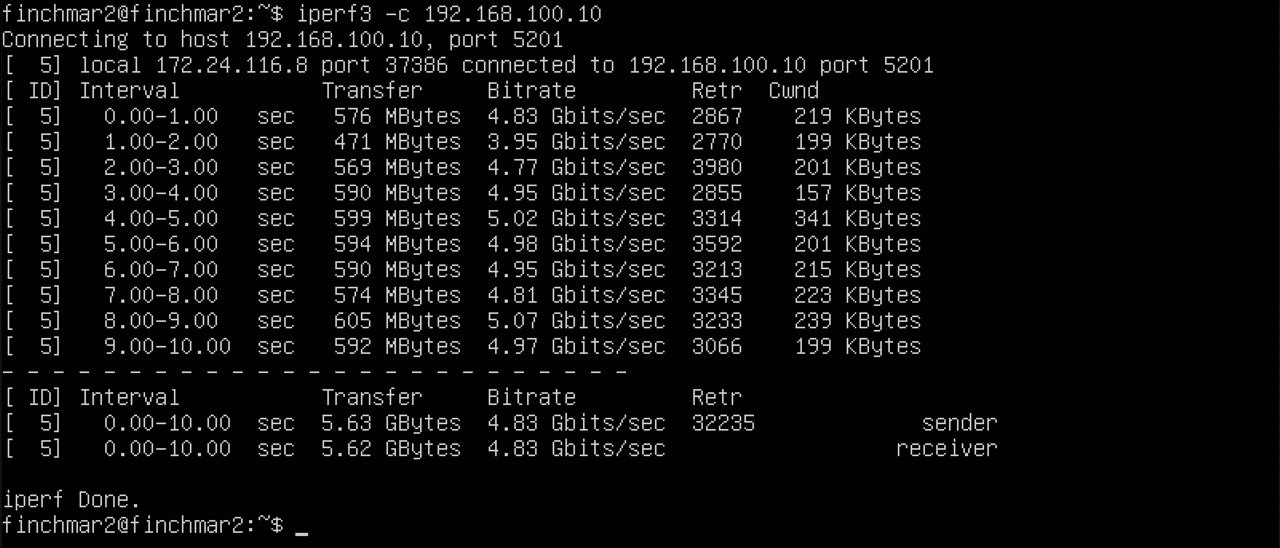 finchmar2@finchmar2:~$ iperf3 -c 192.168.100.10
Connecting to host 192.168.100.10, port 5201
[  5] local 172.24.116.8 port 37386 connected to 192.168.100.10 port 5201
[ ID] Interval           Transfer     Bitrate         Retr  Cwnd
[  5]   0.00-1.00   sec   576 MBytes  4.83 Gbits/sec  2867    219 KBytes
[  5]   1.00-2.00   sec   471 MBytes  3.95 Gbits/sec  2770    199 KBytes
[  5]   2.00-3.00   sec   569 MBytes  4.77 Gbits/sec  3980    201 KBytes
[  5]   3.00-4.00   sec   590 MBytes  4.95 Gbits/sec  2855    157 KBytes
[  5]   4.00-5.00   sec   599 MBytes  5.02 Gbits/sec  3314    341 KBytes
[  5]   5.00-6.00   sec   594 MBytes  4.98 Gbits/sec  3592    201 KBytes
[  5]   6.00-7.00   sec   590 MBytes  4.95 Gbits/sec  3213    215 KBytes
[  5]   7.00-8.00   sec   574 MBytes  4.81 Gbits/sec  3345    223 KBytes
[  5]   8.00-9.00   sec   605 MBytes  5.07 Gbits/sec  3233    239 KBytes
[  5]   9.00-10.00  sec   592 MBytes  4.97 Gbits/sec  3066    199 KBytes
- - - - - - - - - - - - - - - - - - - - - - - - -
[ ID] Interval           Transfer     Bitrate         Retr
[  5]   0.00-10.00  sec  5.63 GBytes  4.83 Gbits/sec  32235             sender
[  5]   0.00-10.00  sec  5.62 GBytes  4.83 Gbits/sec                  receiver
iperf Done.
finchmar2@finchmar2:~$ _